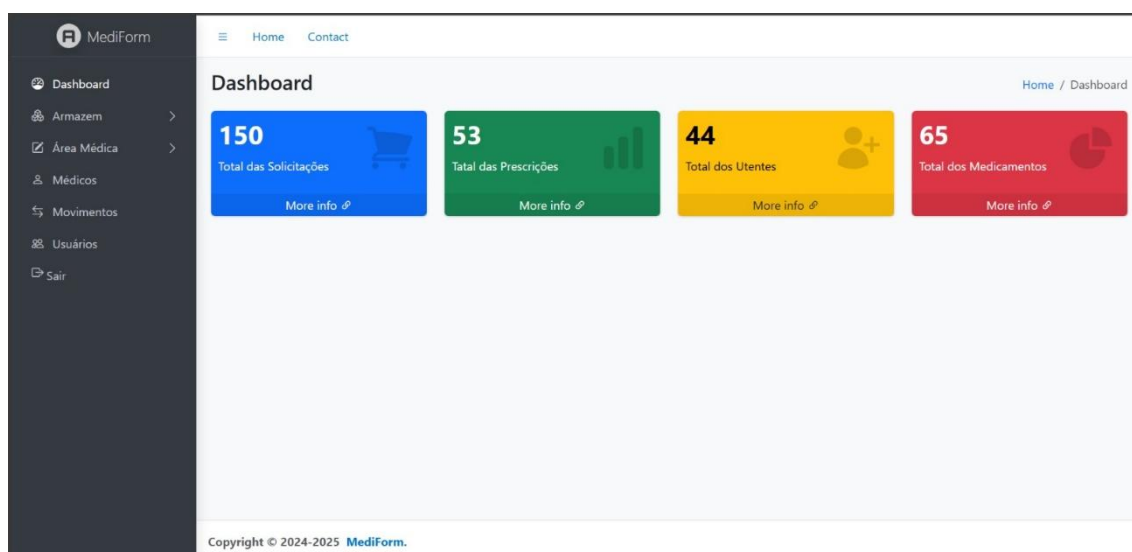 MediForm
Dashboard
Armazem
Área Médica
Médicos
Movimentos
Usuários
Sair
Home Contact
Dashboard
Home / Dashboard
150
Total das Solicitações
More info
53
Tatal das Prescrições
More info
44
Total dos Utentes
More info
65
Total dos Medicamentos
More info
Copyright © 2024-2025 MediForm.